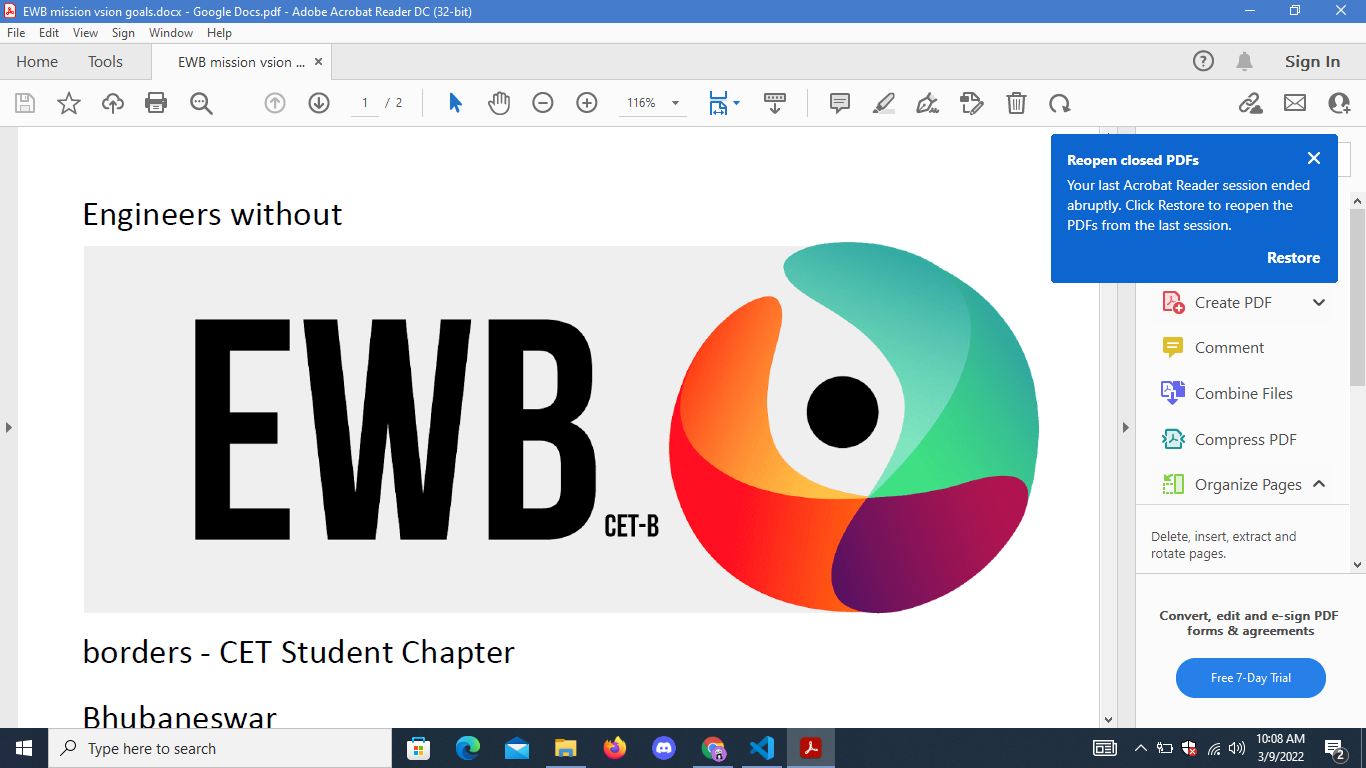 EWB mission vsion goals.docx - Google Docs.pdf - Adobe Acrobat Reader DC (32-bit)
File Edit View Sign Window Help
Home Tools EWB mission vsion ... × Sign In
1 / 2 116%
Reopen closed PDFs
Your last Acrobat Reader session ended
abruptly. Click Restore to reopen the
PDFs from the last session.
Restore
Engineers without
EWB
CET-B
borders - CET Student Chapter
Bhubaneswar
Create PDF
Comment
Combine Files
Compress PDF
Organize Pages
Delete, insert, extract and
rotate pages.
Convert, edit and e-sign PDF
forms & agreements
Free 7-Day Trial
Type here to search
10:08 AM
3/9/2022
2